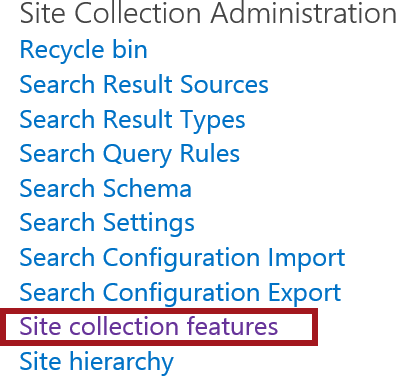 Site Collection Administration
Recycle bin
Search Result Sources
Search Result Types
Search Query Rules
Search Schema
Search Settings
Search Configuration Import
Search Configuration Export
Site collection features
Site hierarchy